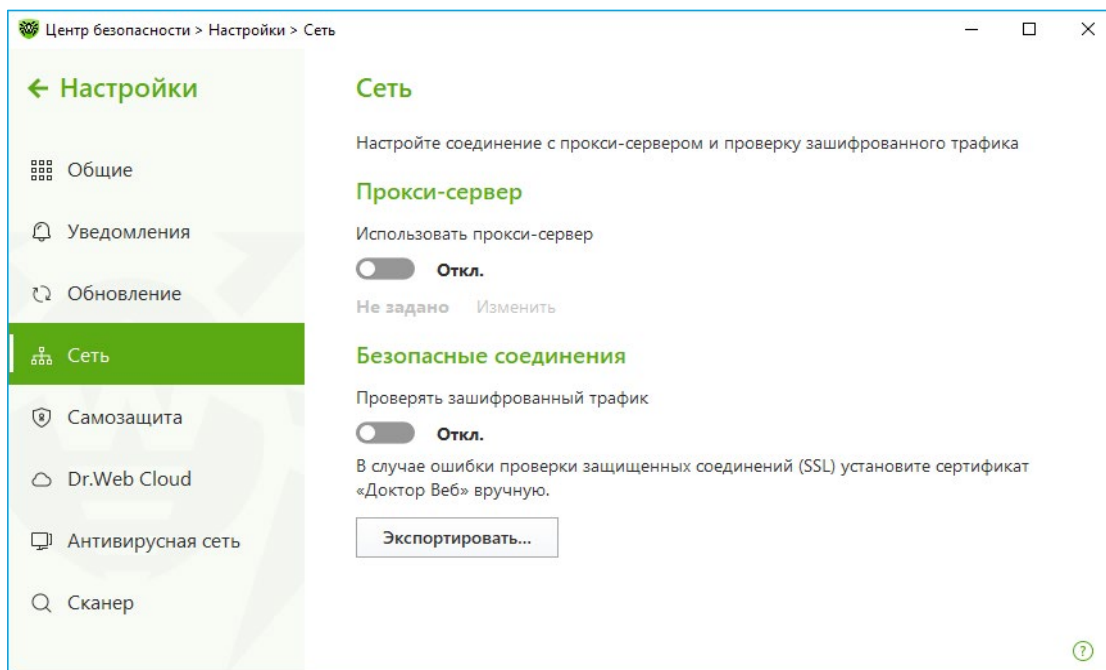 Центр безопасности > Настройки > Сеть
Настройки
Общие
Уведомления
Обновление
Сеть
Самозащита
Dr.Web Cloud
Антивирусная сеть
Сканер
Сеть
Настройте соединение с прокси-сервером и проверку зашифрованного трафика
Прокси-сервер
Использовать прокси-сервер
Откл.
Не задано Изменить
Безопасные соединения
Проверять зашифрованный трафик
Откл.
В случае ошибки проверки защищенных соединений (SSL) установите сертификат
«Доктор Веб» вручную.
Экспортировать...
?